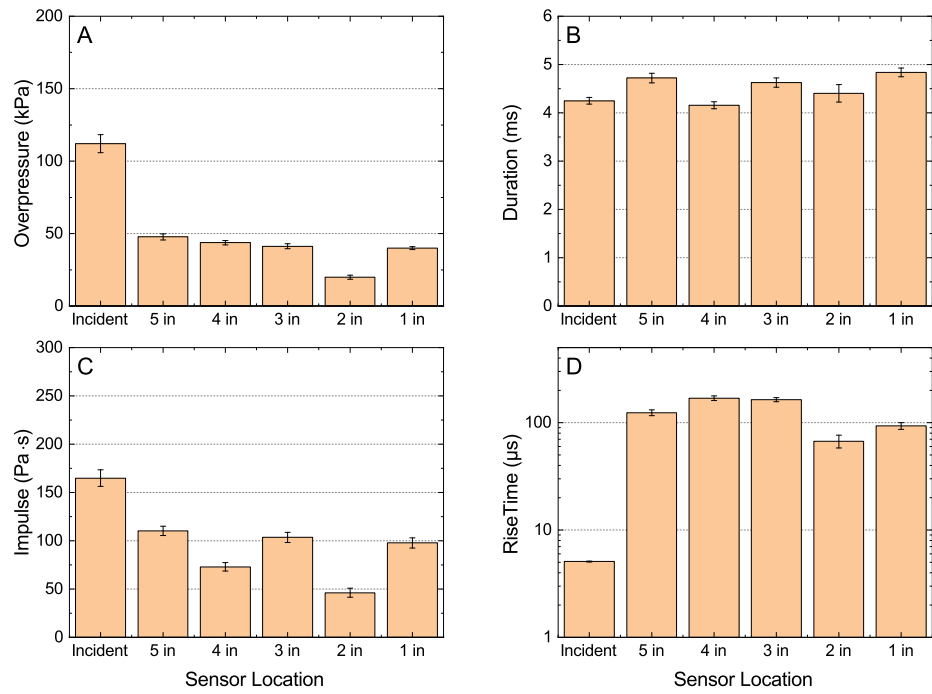 A
Overpressure (kPa)
200
150
100
50
0
Incident 5 in 4 in 3 in 2 in 1 in
B
Duration (ms)
6
5
4
3
2
1
0
Incident 5 in 4 in 3 in 2 in 1 in
C
Impulse (Pa·s)
300
250
200
150
100
50
0
Incident 5 in 4 in 3 in 2 in 1 in
Sensor Location
D
RiseTime (μs)
100
10
1
Incident 5 in 4 in 3 in 2 in 1 in
Sensor Location